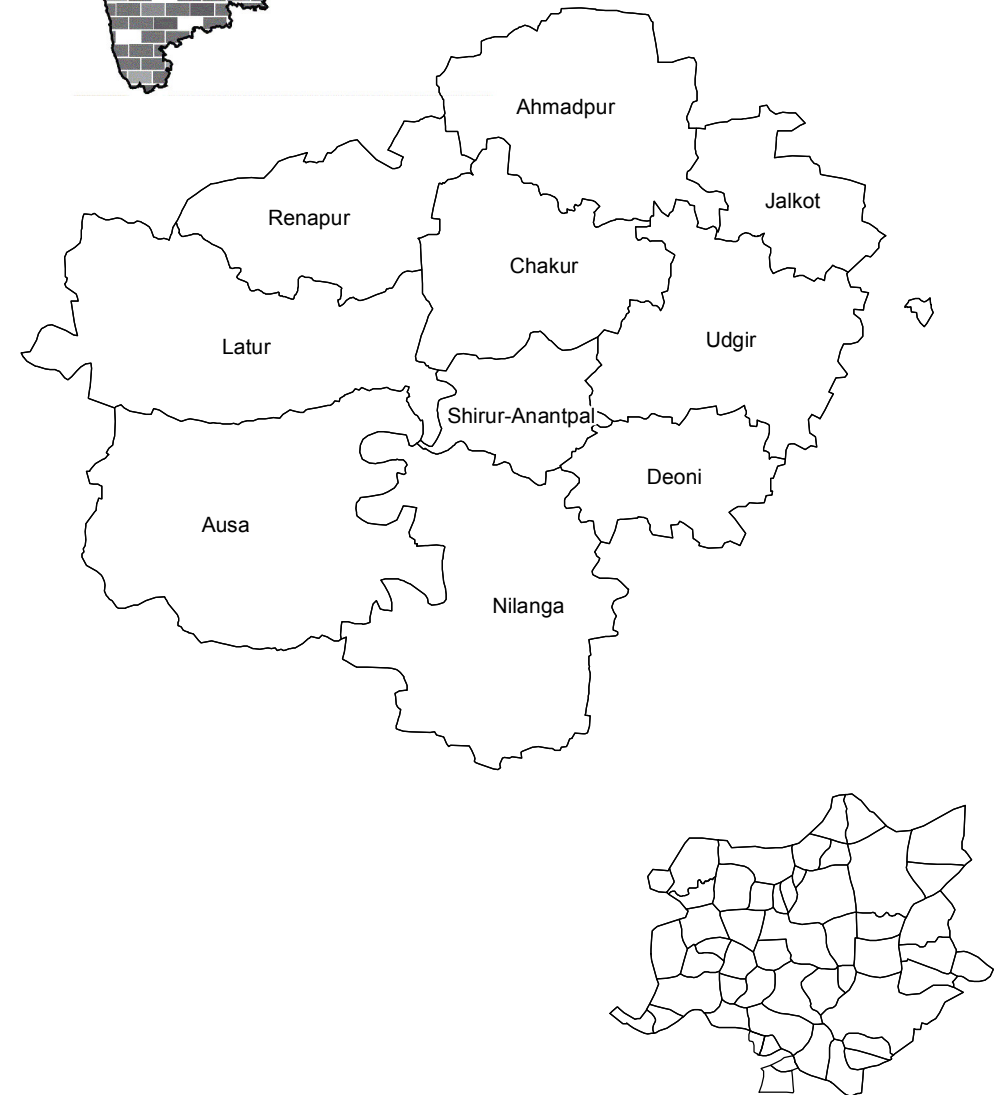 Ahmadpur
Jalkot
Renapur
Chakur
Udgir
Latur
Shirur-Anantpal
Deoni
Ausa
Nilanga